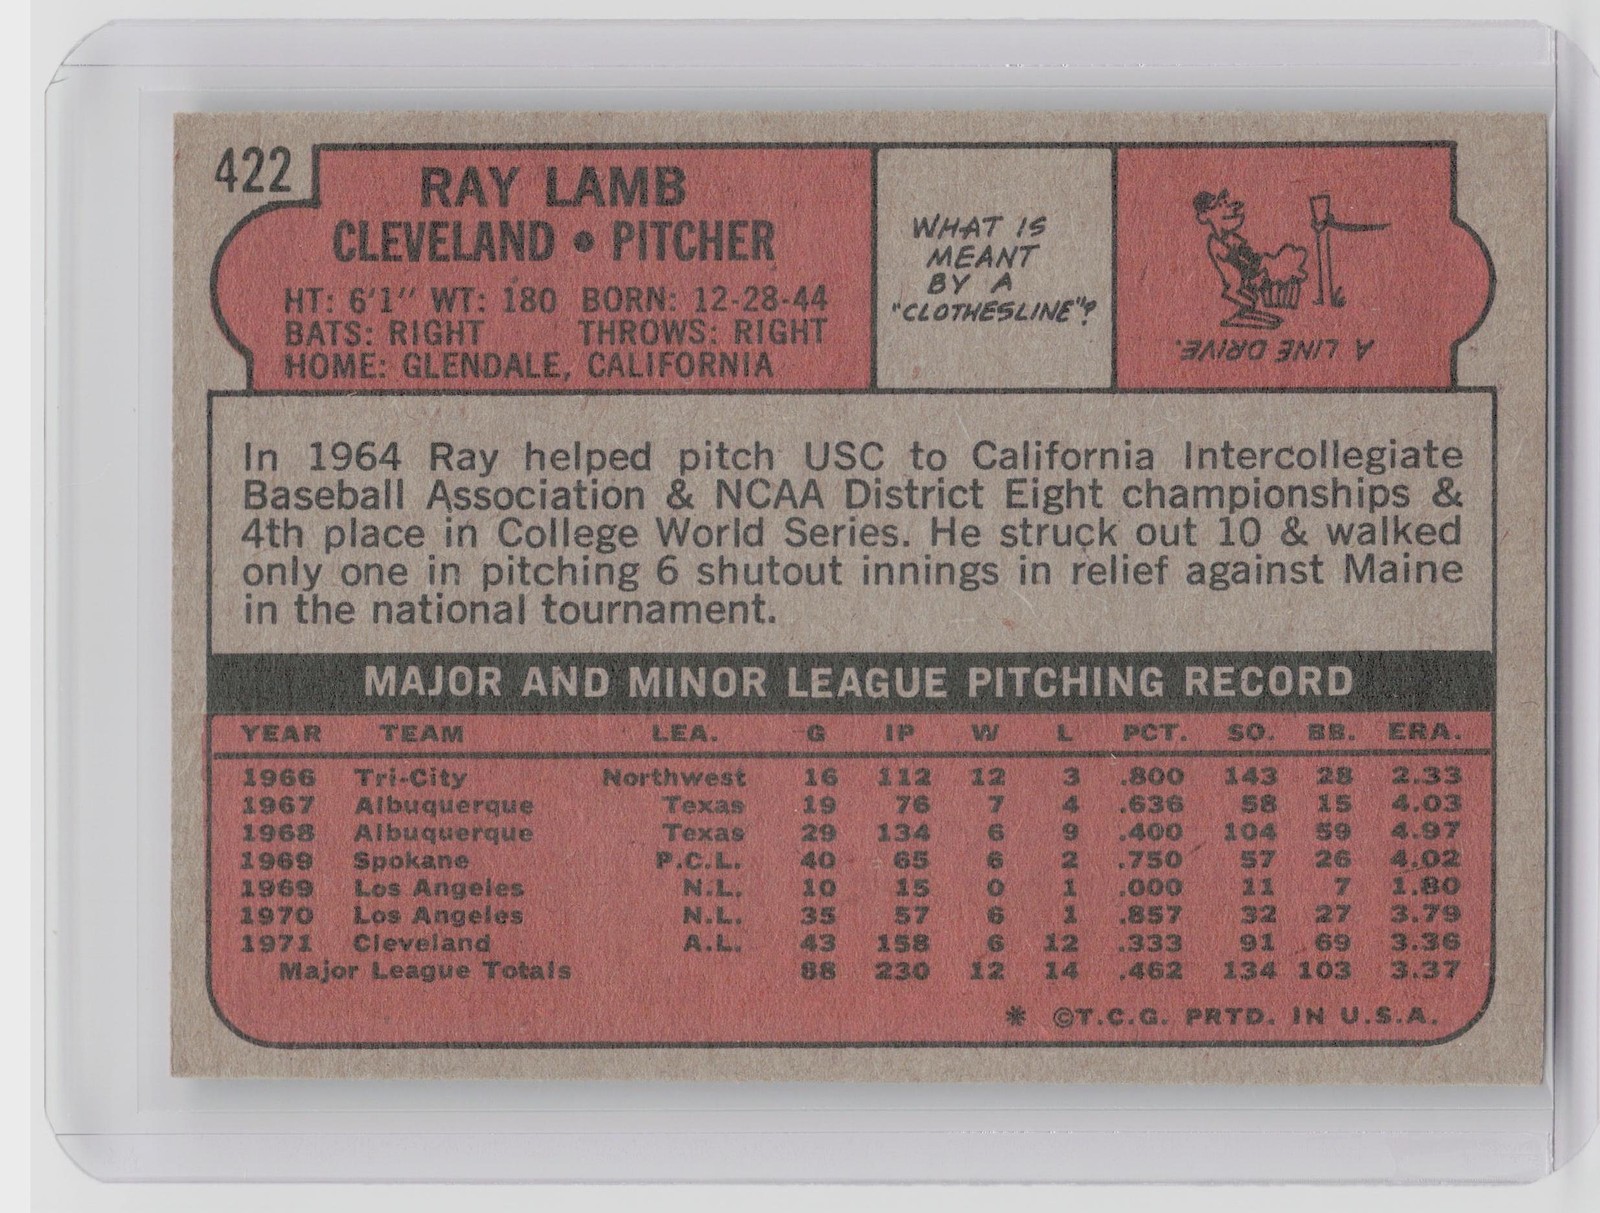 422
RAY LAMB
CLEVELAND • PITCHER
HT: 6'1" WT: 180 BORN: 12-28-44
BATS: RIGHT THROWS: RIGHT
HOME: GLENDALE, CALIFORNIA
WHAT IS
MEANT
BY A
"CLOTHESLINE"?
A LINE DRIVE.
In 1964 Ray helped pitch USC to California Intercollegiate
Baseball Association & NCAA District Eight championships &
4th place in College World Series. He struck out 10 & walked
only one in pitching 6 shutout innings in relief against Maine
in the national tournament.
MAJOR AND MINOR LEAGUE PITCHING RECORD
YEAR TEAM LEA. G IP W L PCT. SO. BB. ERA.
1966 Tri-City Northwest 16 112 12 3 .800 143 28 2.33
1967 Albuquerque Texas 19 76 7 4 .636 58 15 4.03
1968 Albuquerque Texas 29 134 6 9 .400 104 59 4.97
1969 Spokane P.C.L. 40 65 6 2 .750 57 26 4.02
1969 Los Angeles N.L. 10 15 0 1 .000 11 7 1.80
1970 Los Angeles N.L. 35 57 6 1 .857 32 27 3.79
1971 Cleveland A.L. 43 158 6 12 .333 91 69 3.36
Major League Totals 88 230 12 14 .462 134 103 3.37
* ©T.C.G. PRTD. IN U.S.A.